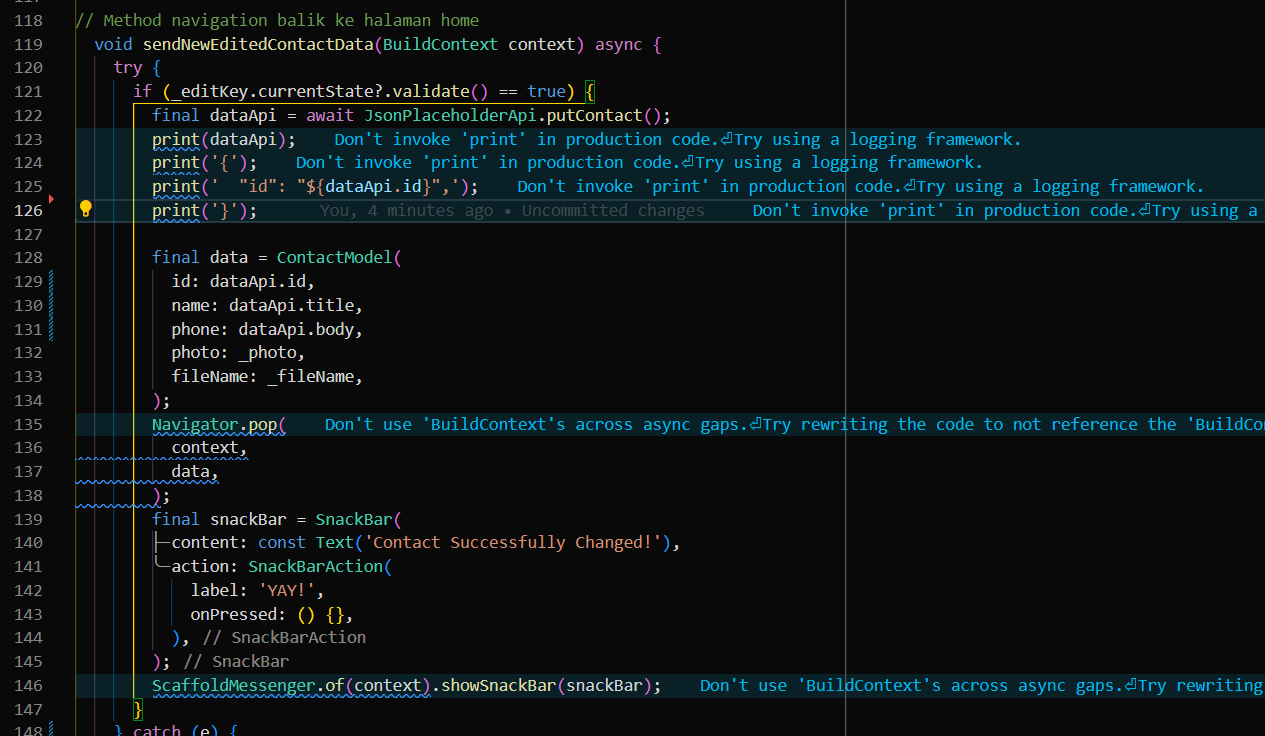 117
118 // Method navigation balik ke halaman home
119 void sendNewEditedContactData(BuildContext context) async {
120 try {
121 if (_editKey.currentState?.validate() == true) {
122 final dataApi = await JsonPlaceholderApi.putContact();
123 print(dataApi); Don't invoke 'print' in production code.⏎Try using a logging framework.
124 print('{'); Don't invoke 'print' in production code.⏎Try using a logging framework.
125 print('  "id": "${dataApi.id}",'); Don't invoke 'print' in production code.⏎Try using a logging framework.
126 print('}'); You, 4 minutes ago • Uncommitted changes Don't invoke 'print' in production code.⏎Try using a
127
128 final data = ContactModel(
129 id: dataApi.id,
130 name: dataApi.title,
131 phone: dataApi.body,
132 photo: _photo,
133 fileName: _fileName,
134 );
135 Navigator.pop( Don't use 'BuildContext's across async gaps.⏎Try rewriting the code to not reference the 'BuildCo
136 context,
137 data,
138 );
139 final snackBar = SnackBar(
140 content: const Text('Contact Successfully Changed!'),
141 action: SnackBarAction(
142 label: 'YAY!',
143 onPressed: () {},
144 ), // SnackBarAction
145 ); // SnackBar
146 ScaffoldMessenger.of(context).showSnackBar(snackBar); Don't use 'BuildContext's across async gaps.⏎Try rewriting
147 }
148 } catch (e) {